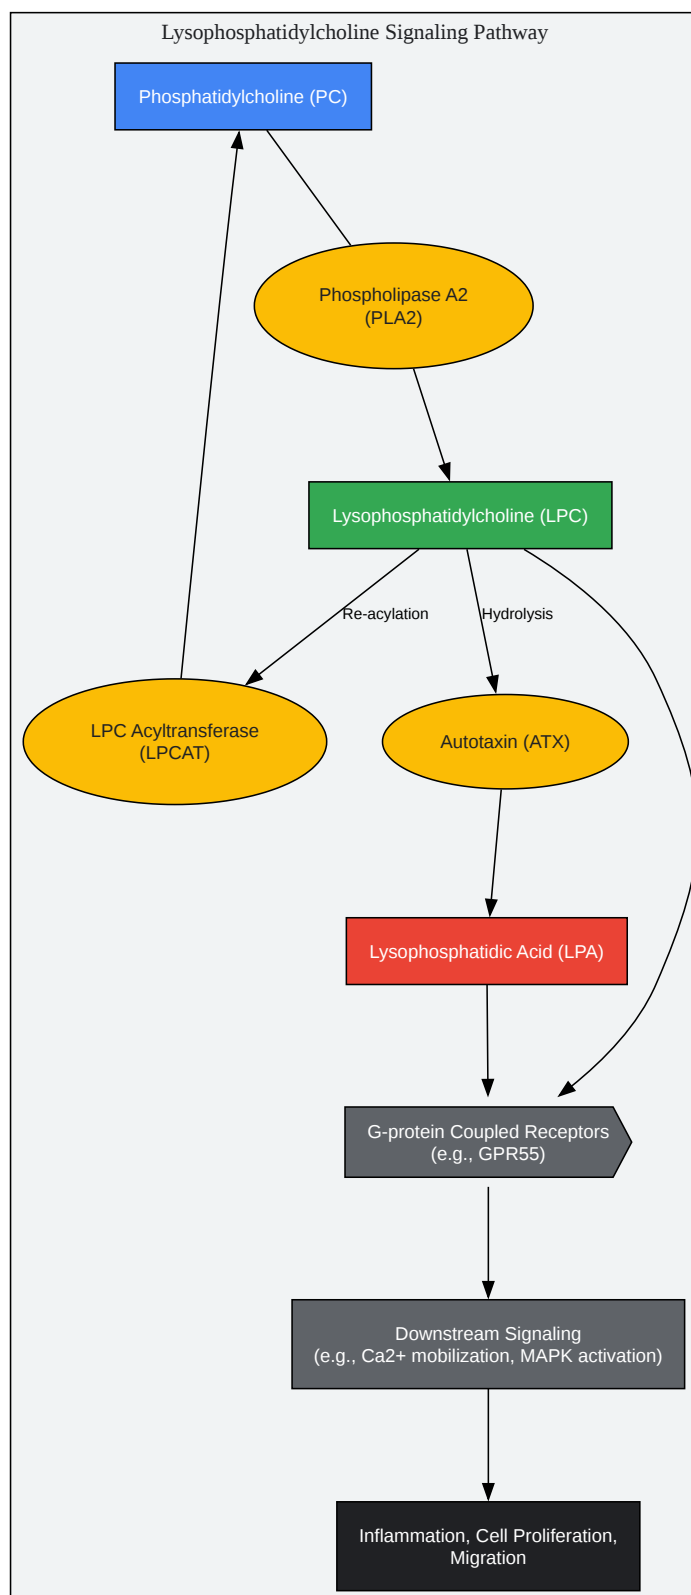 Lysophosphatidylcholine Signaling Pathway
Phosphatidylcholine (PC)
Phospholipase A2
(PLA2)
Lysophosphatidylcholine (LPC)
Re-acylation
Hydrolysis
LPC Acyltransferase
(LPCAT)
Autotaxin (ATX)
Lysophosphatidic Acid (LPA)
G-protein Coupled Receptors
(e.g., GPR55)
Downstream Signaling
(e.g., Ca2+ mobilization, MAPK activation)
Inflammation, Cell Proliferation,
Migration